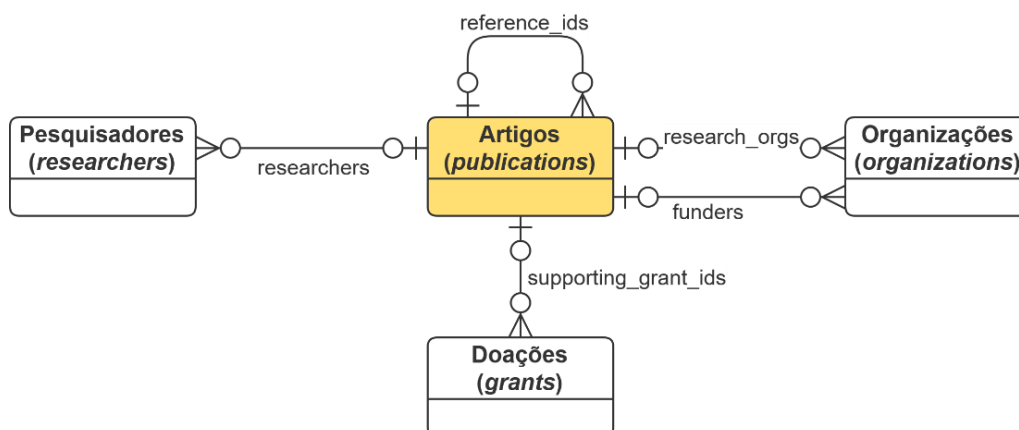 reference_ids
Pesquisadores
(researchers)
researchers
Artigos
(publications)
research_orgs
funders
Organizações
(organizations)
supporting_grant_ids
Doações
(grants)